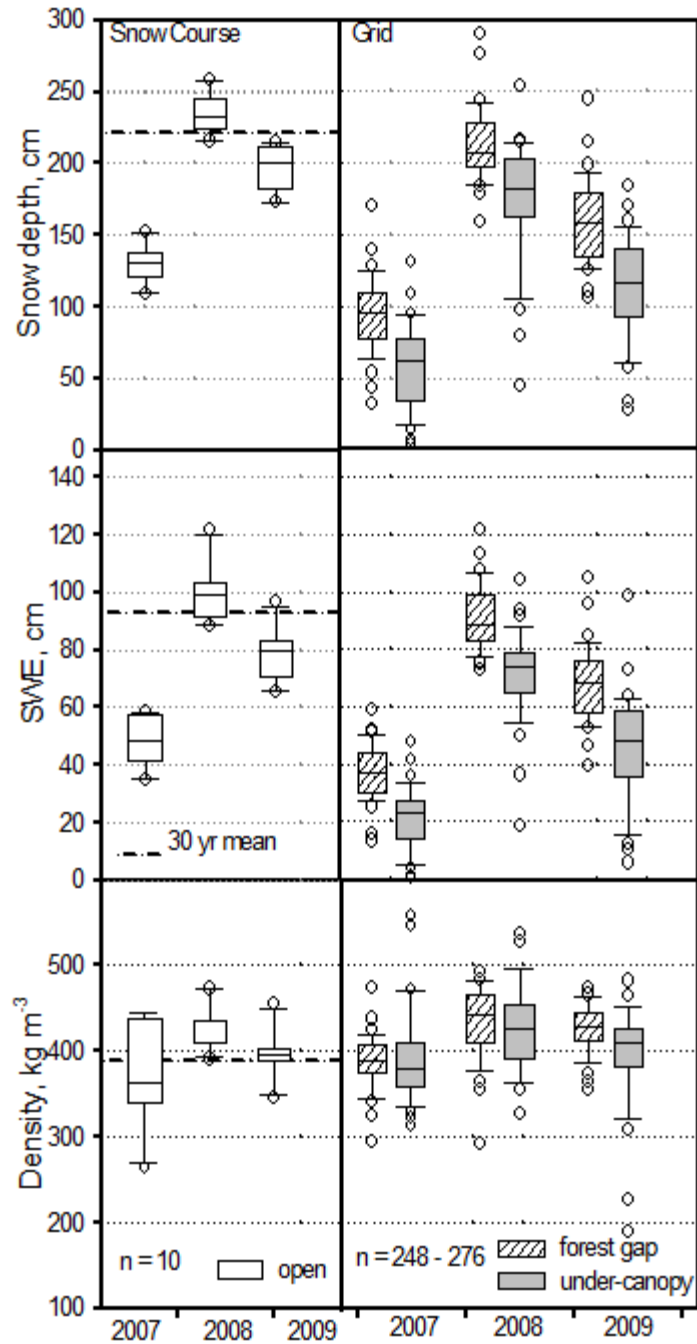 Snow Course
Grid
Snow depth, cm
300
250
200
150
100
50
0
SWE, cm
140
120
100
80
60
40
20
0
30 yr mean
Density, kg m⁻³
500
400
300
200
100
n = 10
open
n = 248 - 276
forest gap
under-canopy
2007
2008
2009
2007
2008
2009